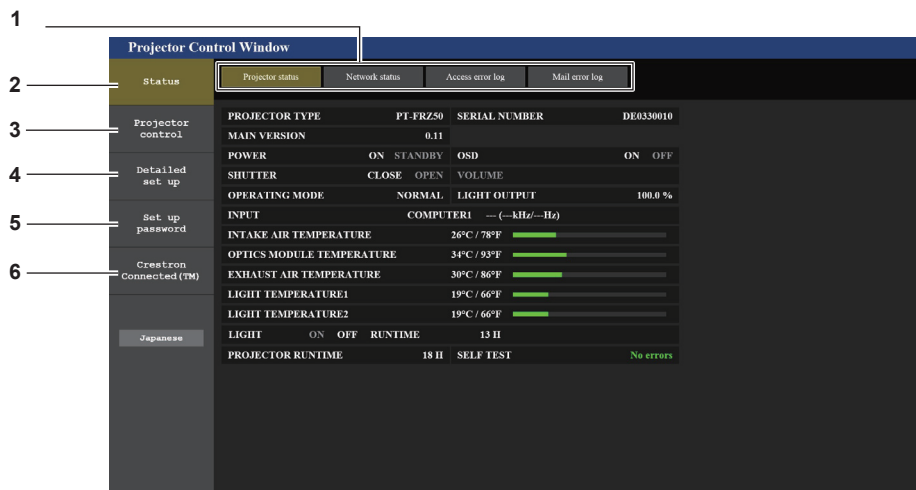 1
Projector Control Window
2
Status
Projector status Network status Access error log Mail error log
3
Projector
control
4
Detailed
set up
5
Set up
password
6
Crestron
Connected(TM)
Japanese
PROJECTOR TYPE PT-FRZ50 SERIAL NUMBER DE0330010
MAIN VERSION 0.11
POWER ON STANDBY OSD ON OFF
SHUTTER CLOSE OPEN VOLUME
OPERATING MODE NORMAL LIGHT OUTPUT 100.0 %
INPUT COMPUTER1 --- (---kHz/---Hz)
INTAKE AIR TEMPERATURE 26°C / 78°F
OPTICS MODULE TEMPERATURE 34°C / 93°F
EXHAUST AIR TEMPERATURE 30°C / 86°F
LIGHT TEMPERATURE1 19°C / 66°F
LIGHT TEMPERATURE2 19°C / 66°F
LIGHT ON OFF RUNTIME 13 H
PROJECTOR RUNTIME 18 H SELF TEST No errors